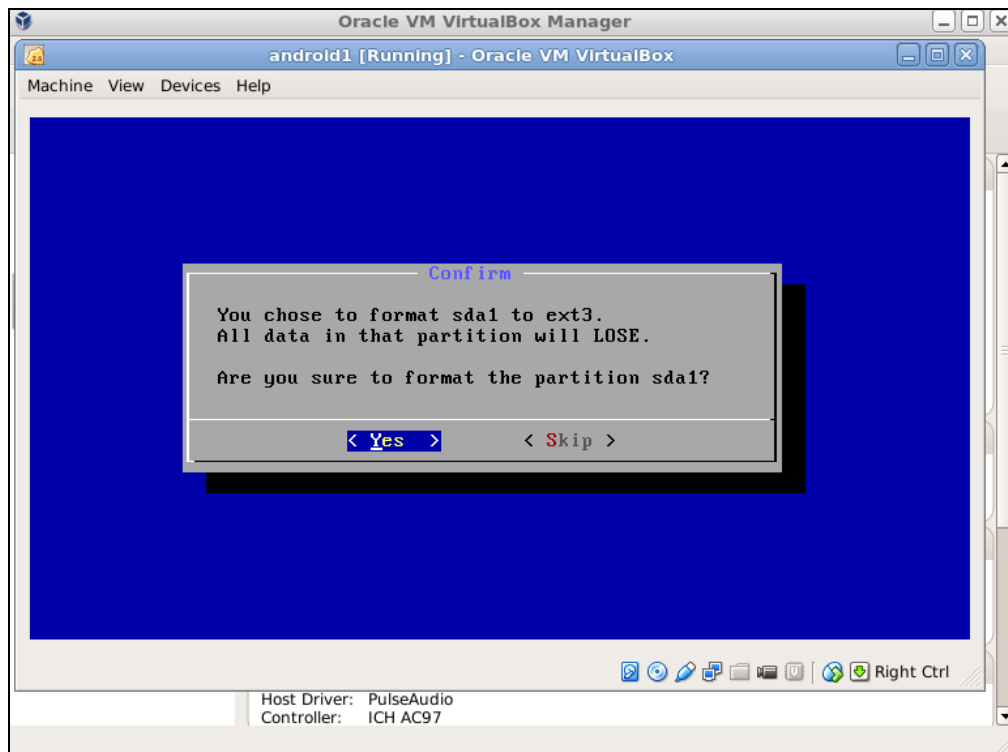 Oracle VM VirtualBox Manager
android1 [Running] - Oracle VM VirtualBox
Machine View Devices Help
Confirm
You chose to format sda1 to ext3.
All data in that partition will LOSE.
Are you sure to format the partition sda1?
< Yes > < Skip >
Right Ctrl
Host Driver: PulseAudio
Controller: ICH AC97